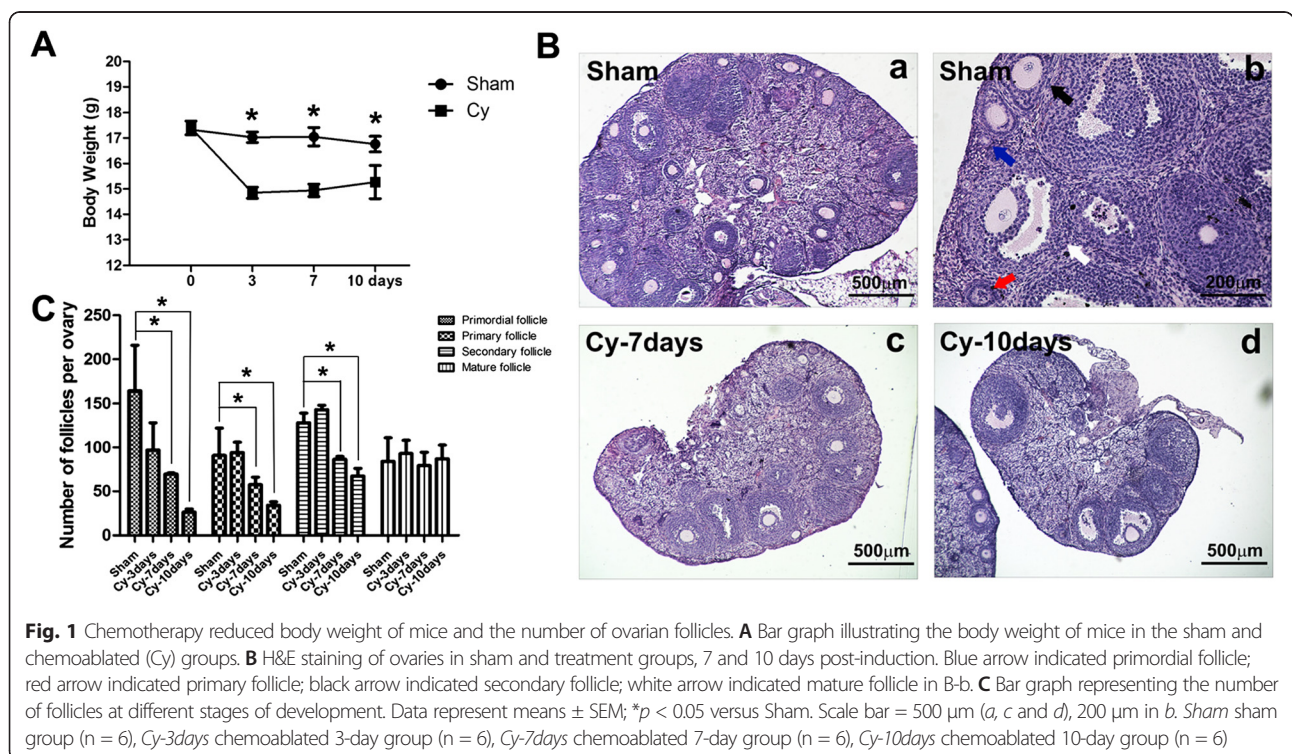 A
B
20
19
18
17
16
15
14
13
12
Body Weight (g)
* * *
Sham
Cy
0 3 7 10 days
Sham a
500μm
Sham b
200μm
Cy-7days c
500μm
Cy-10days d
500μm
C
250
200
150
100
50
0
Number of follicles per ovary
*
*
*
*
*
*
Primordial follicle
Primary follicle
Secondary follicle
Mature follicle
Sham Cy-3days Cy-7days Cy-10days Sham Cy-3days Cy-7days Cy-10days Sham Cy-3days Cy-7days Cy-10days Sham Cy-3days Cy-7days Cy-10days
Fig. 1 Chemotherapy reduced body weight of mice and the number of ovarian follicles. A Bar graph illustrating the body weight of mice in the sham and
chemoablated (Cy) groups. B H&E staining of ovaries in sham and treatment groups, 7 and 10 days post-induction. Blue arrow indicated primordial follicle;
red arrow indicated primary follicle; black arrow indicated secondary follicle; white arrow indicated mature follicle in B-b. C Bar graph representing the number
of follicles at different stages of development. Data represent means ± SEM; *p < 0.05 versus Sham. Scale bar = 500 μm (a, c and d), 200 μm in b. Sham sham
group (n = 6), Cy-3days chemoablated 3-day group (n = 6), Cy-7days chemoablated 7-day group (n = 6), Cy-10days chemoablated 10-day group (n = 6)